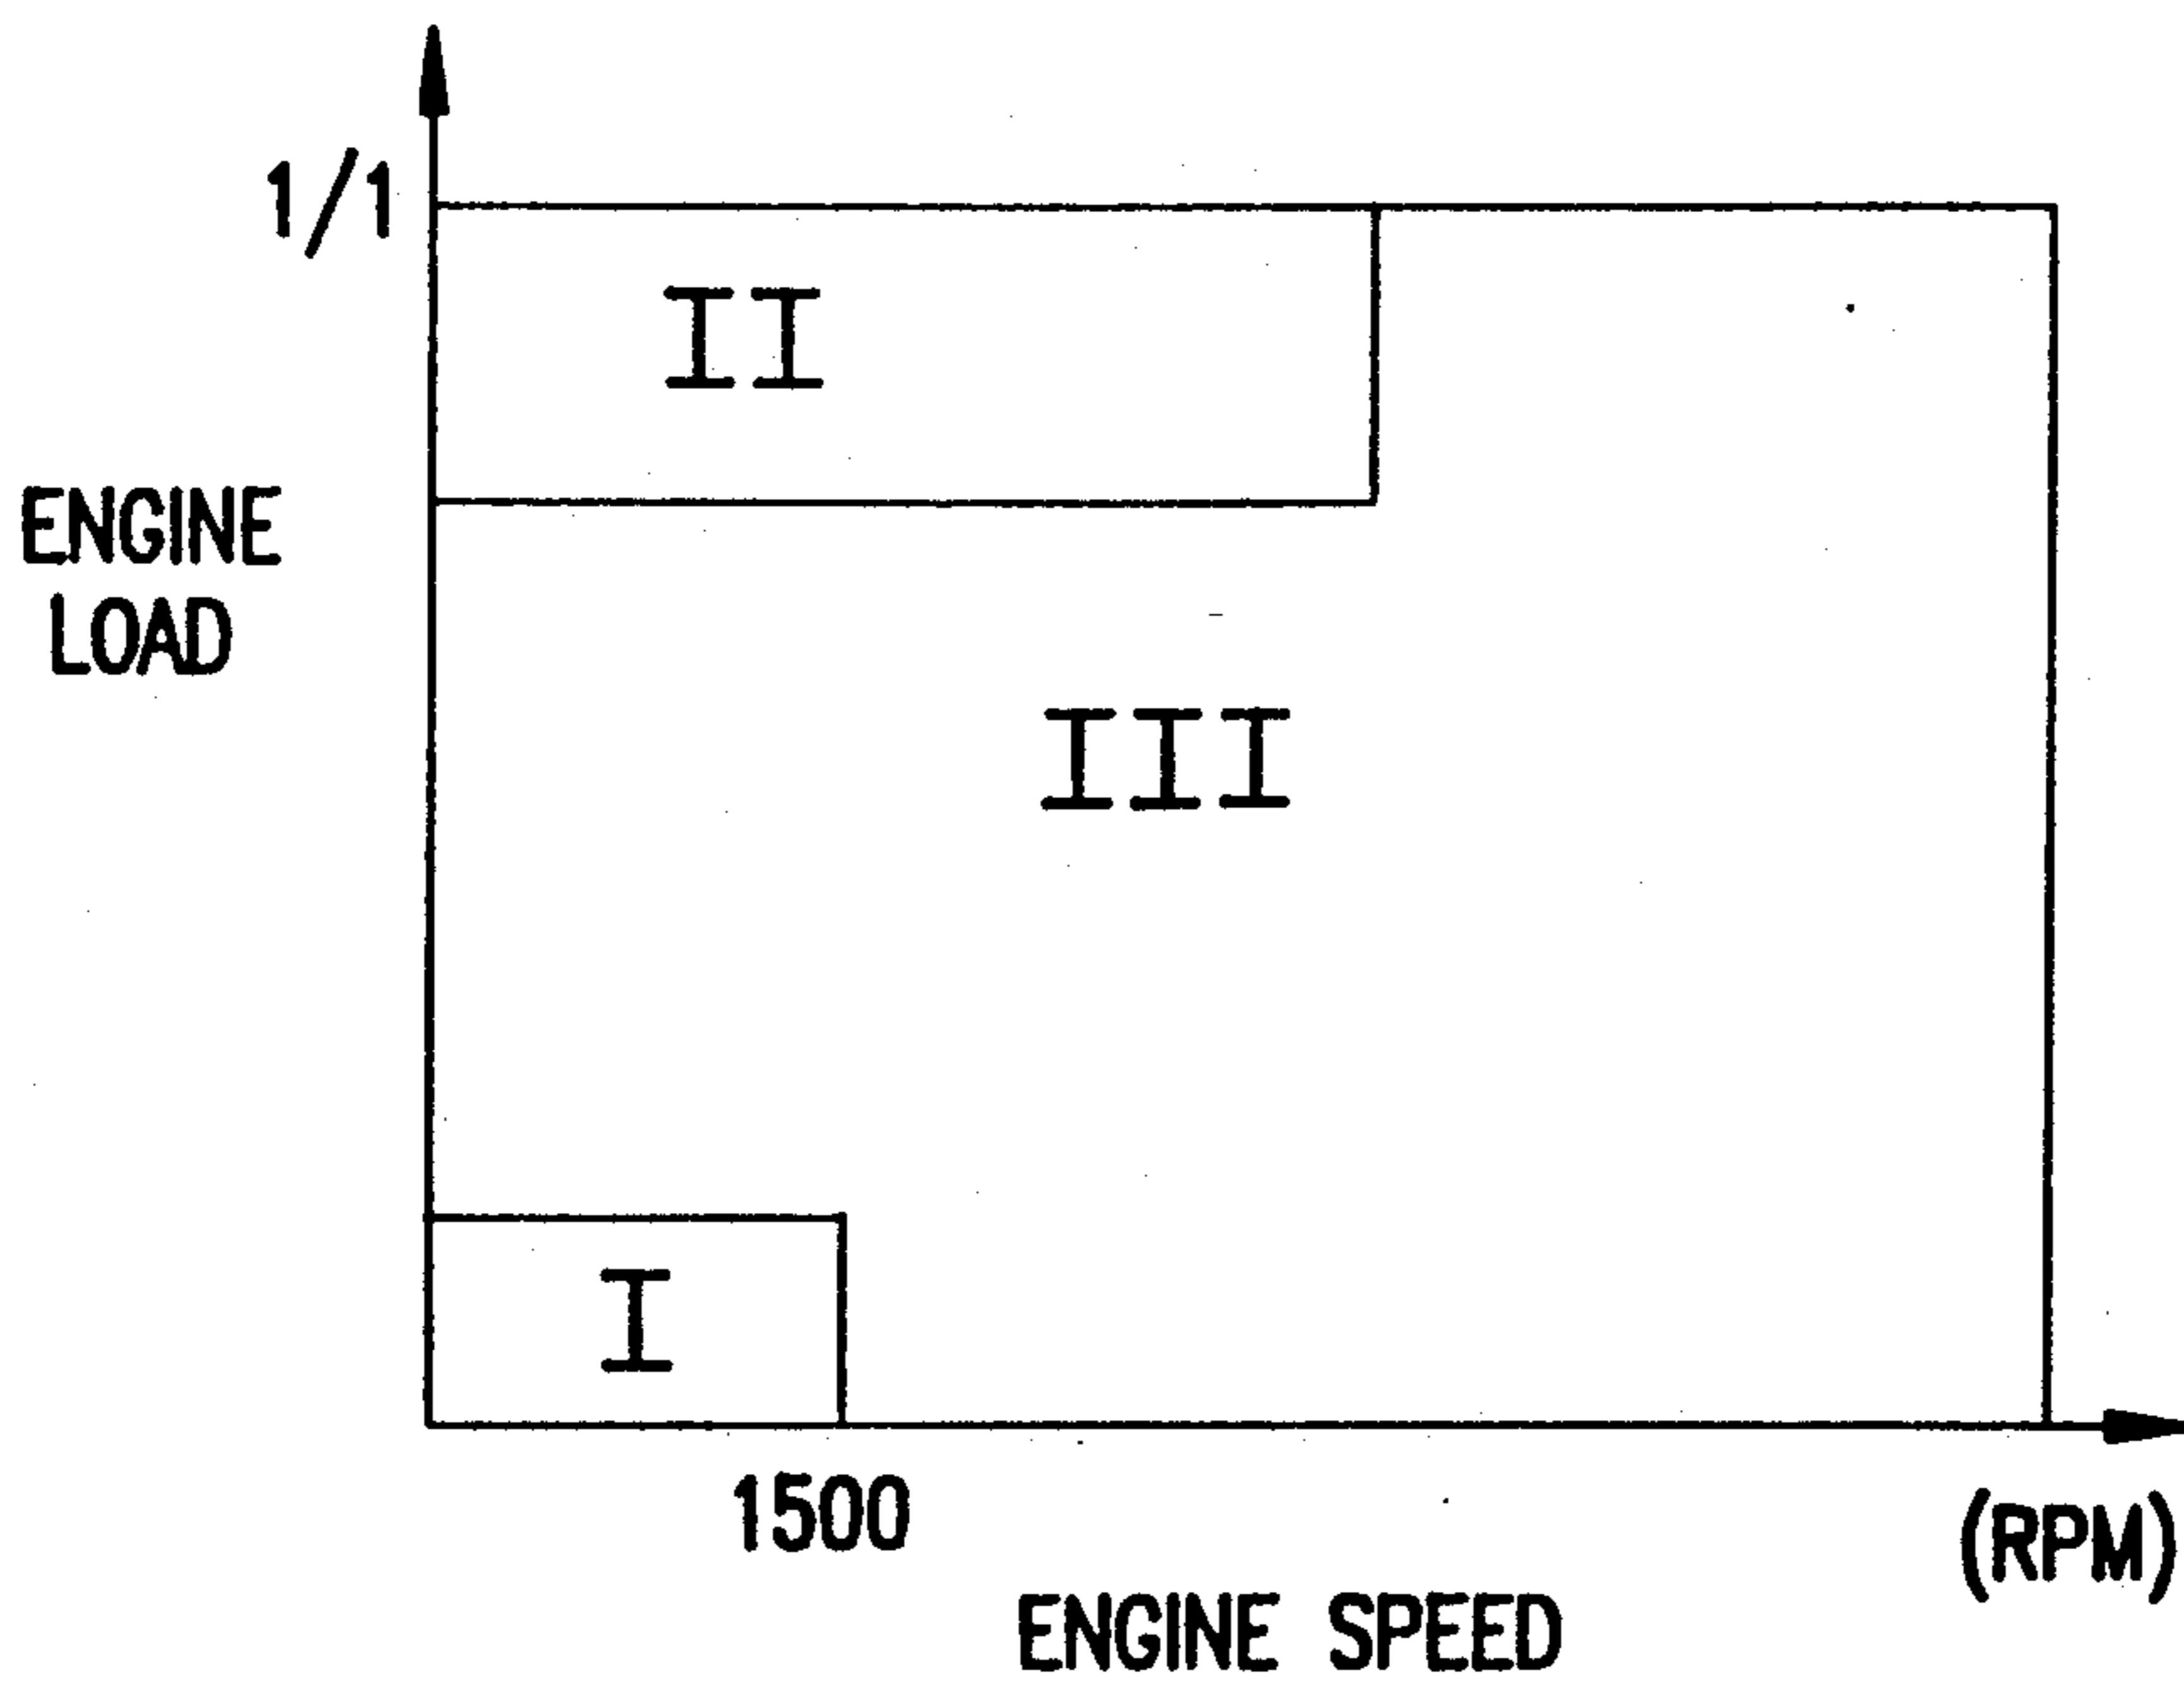 1/1
II
ENGINE
LOAD
III
I
1500
(RPM)
ENGINE SPEED